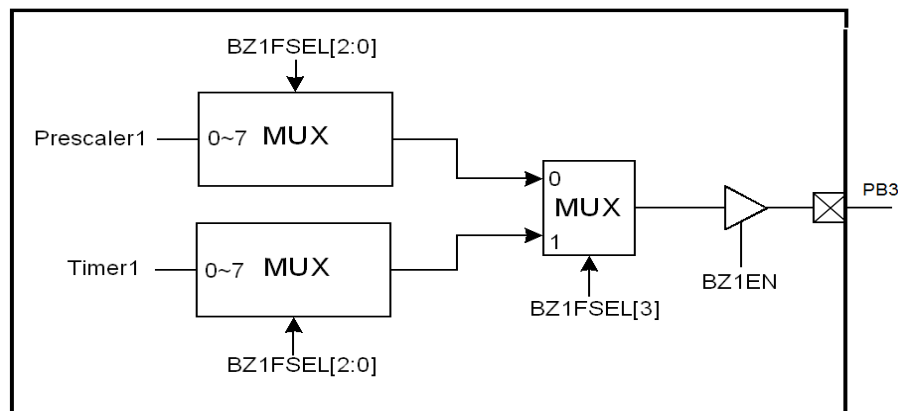 BZ1FSEL[2:0]
Prescaler1
0~7 MUX
0
MUX
1
PB3
Timer1
0~7 MUX
BZ1EN
BZ1FSEL[3]
BZ1FSEL[2:0]